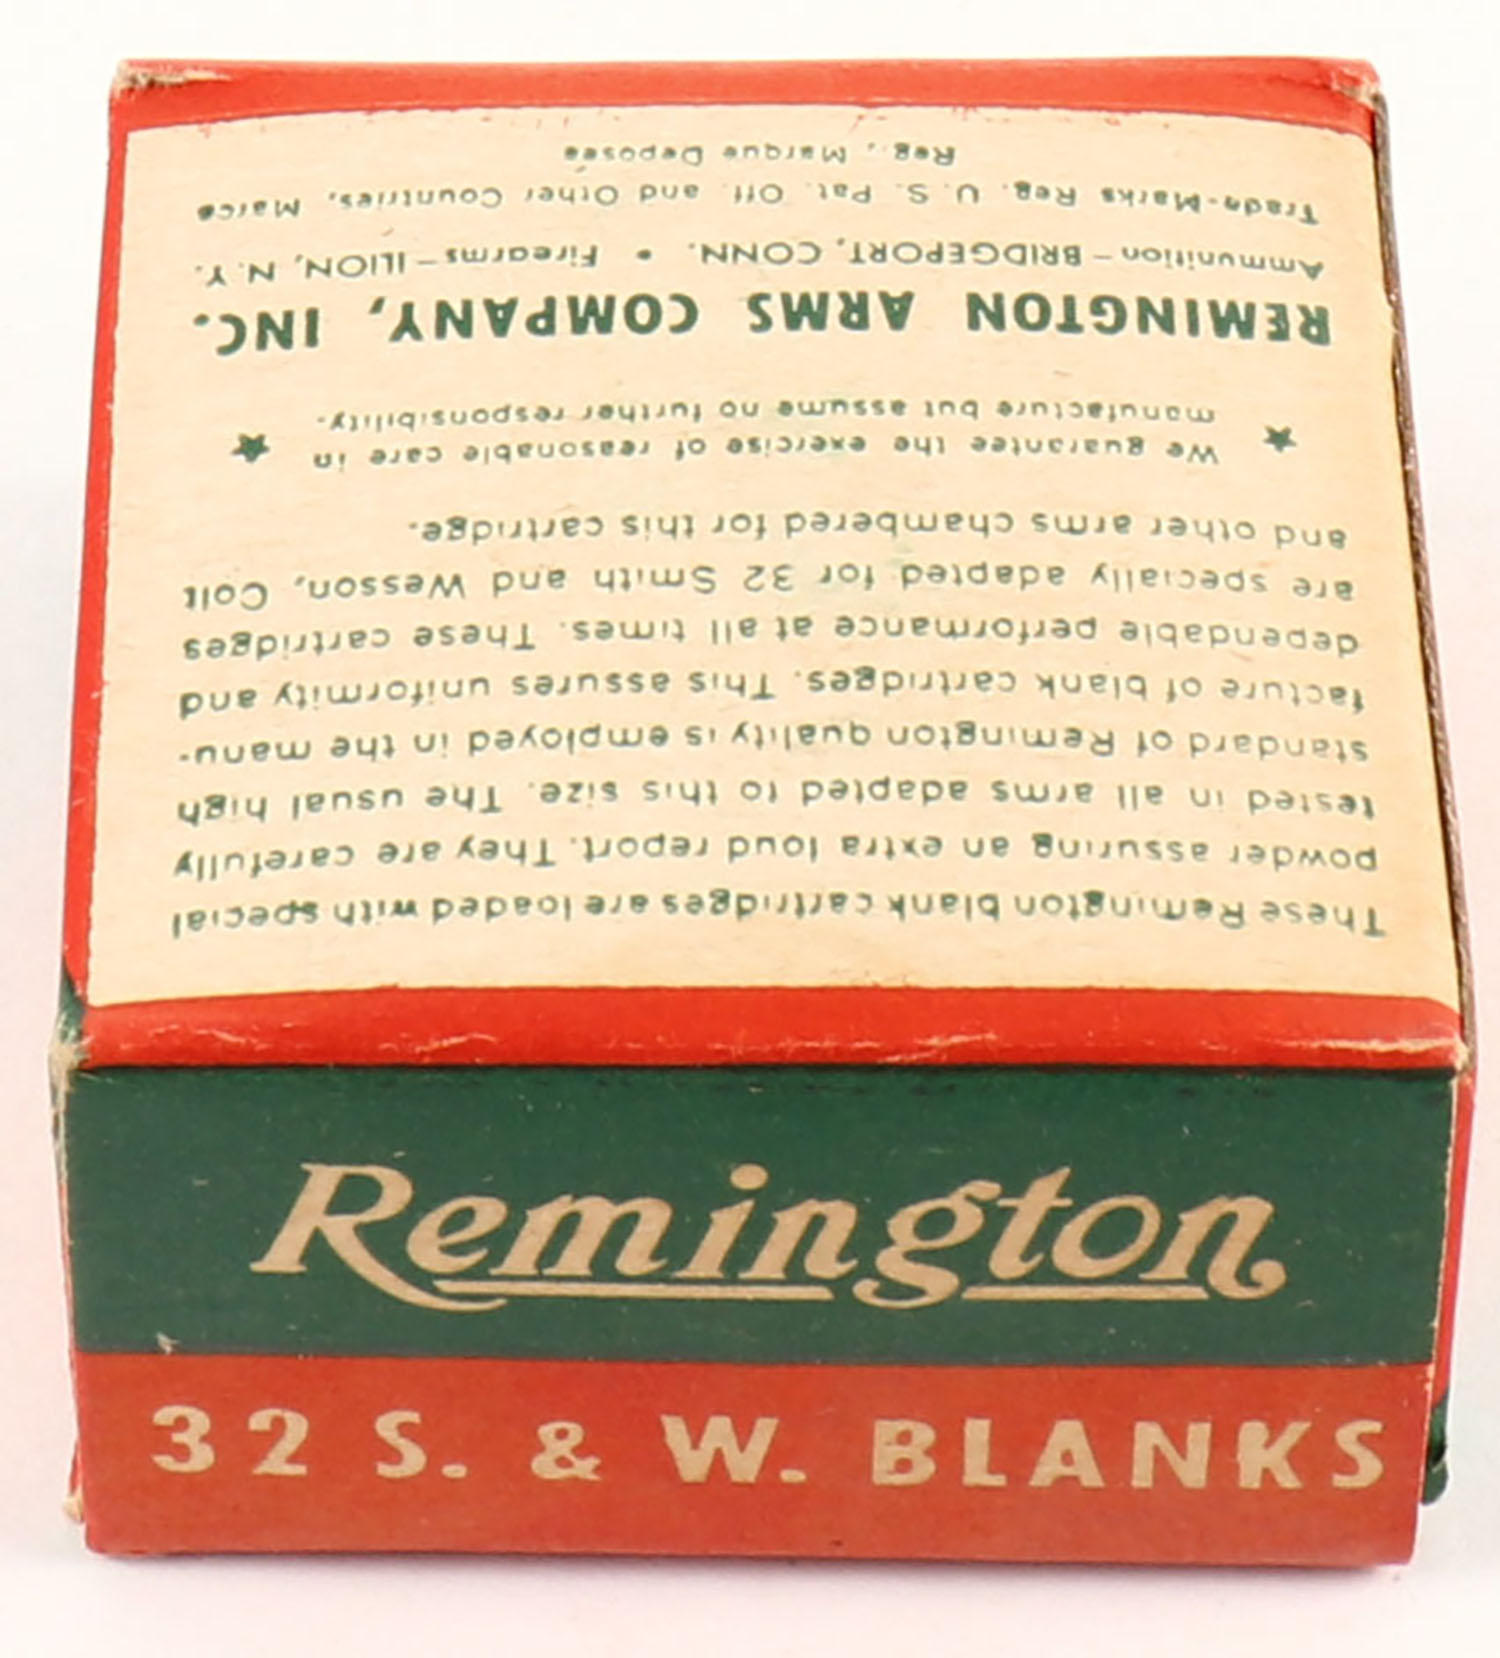 These Remington blank cartridges are loaded with special
powder assuring an extra loud report. They are carefully
tested in all arms adapted to this size. The usual high
standard of Remington quality is employed in the manu-
facture of blank cartridges. This assures uniformity and
dependable performance at all times. These cartridges
are specially adapted for 32 Smith and Wesson, Colt
and other arms chambered for this cartridge.
★ We guarantee the exercise of reasonable care in ★
manufacture but assume no further responsibility.
REMINGTON ARMS COMPANY, INC.
Ammunition—BRIDGEPORT, CONN. • Firearms—ILION, N. Y.
Trade-Marks Reg. U. S. Pat. Off. and Other Countries, Marca
Reg., Marque Deposee
Remington
32 S. & W. BLANKS